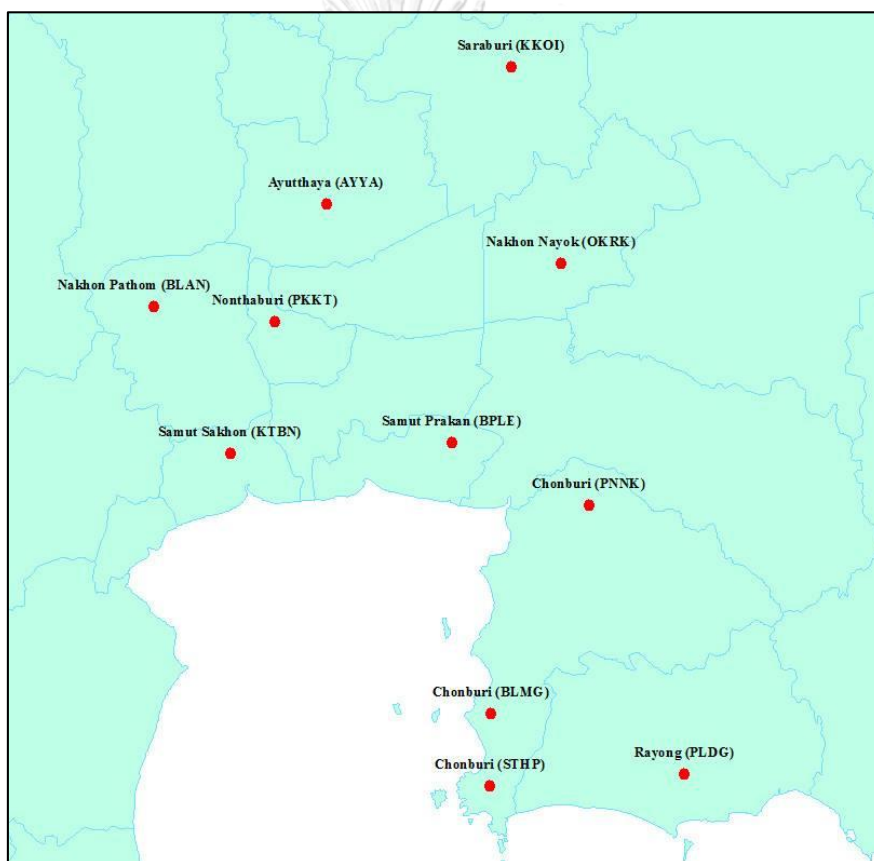 Saraburi (KKOI)
Ayutthaya (AYYA)
Nakhon Nayok (OKRK)
Nakhon Pathom (BLAN)
Nonthaburi (PKKT)
Samut Prakan (BPLE)
Samut Sakhon (KTBN)
Chonburi (PNNK)
Chonburi (BLMG)
Rayong (PLDG)
Chonburi (STHP)